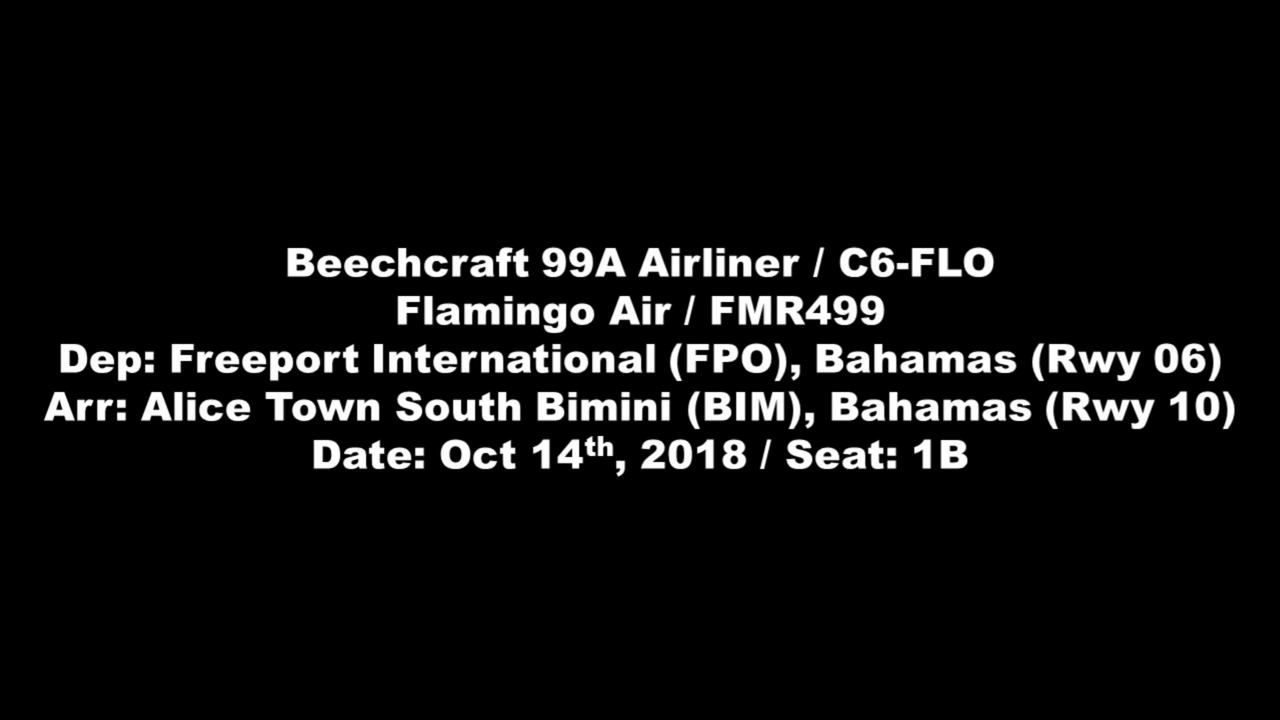 Beechcraft 99A Airliner / C6-FLO
Flamingo Air / FMR499
Dep: Freeport International (FPO), Bahamas (Rwy 06)
Arr: Alice Town South Bimini (BIM), Bahamas (Rwy 10)
Date: Oct 14th, 2018 / Seat: 1B